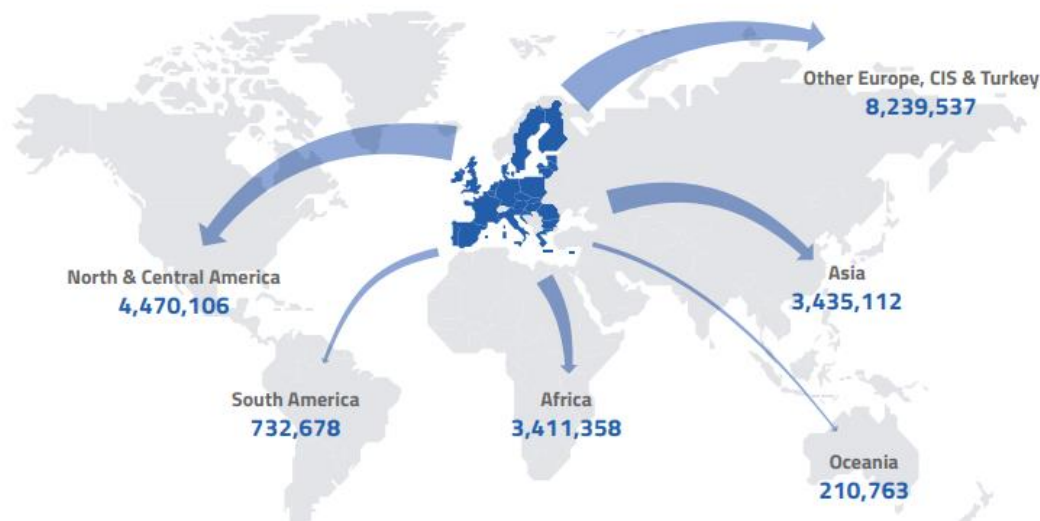 Other Europe, CIS & Turkey
8,239,537
North & Central America
4,470,106
Asia
3,435,112
South America
732,678
Africa
3,411,358
Oceania
210,763